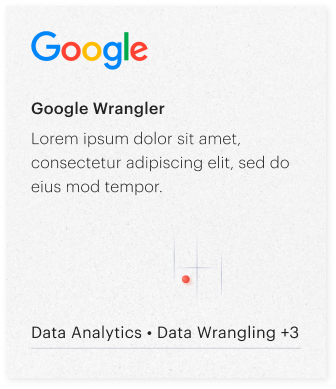 Google
Google Wrangler
Lorem ipsum dolor sit amet,
consectetur adipiscing elit, sed do
eius mod tempor.
Data Analytics • Data Wrangling +3